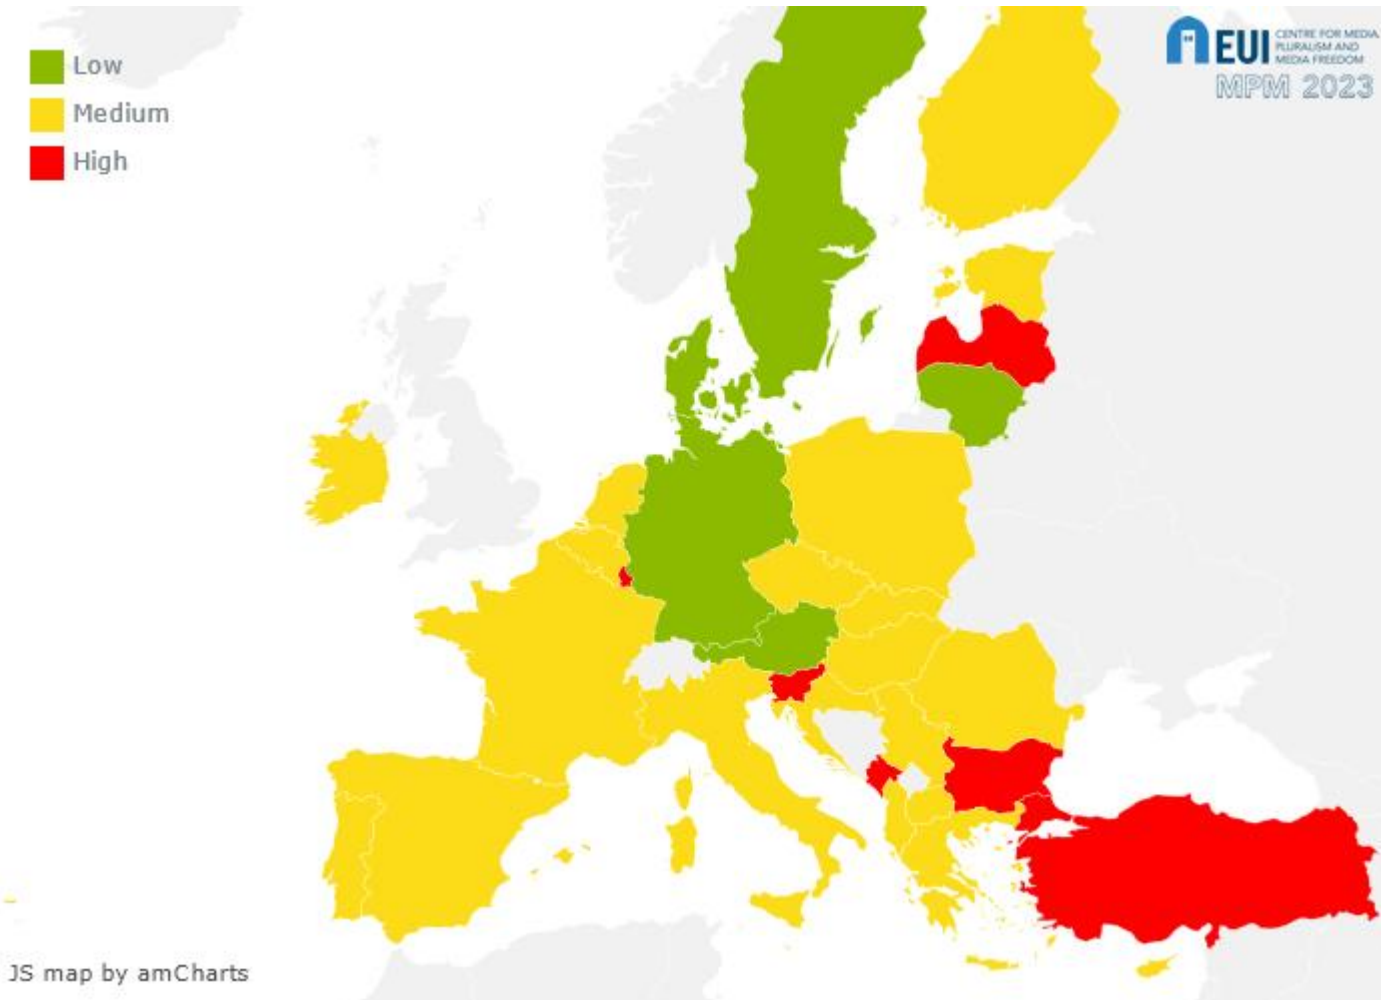 Low
Medium
High
EUI
CENTRE FOR MEDIA
PLURALISM AND
MEDIA FREEDOM
MPM 2023
JS map by amCharts